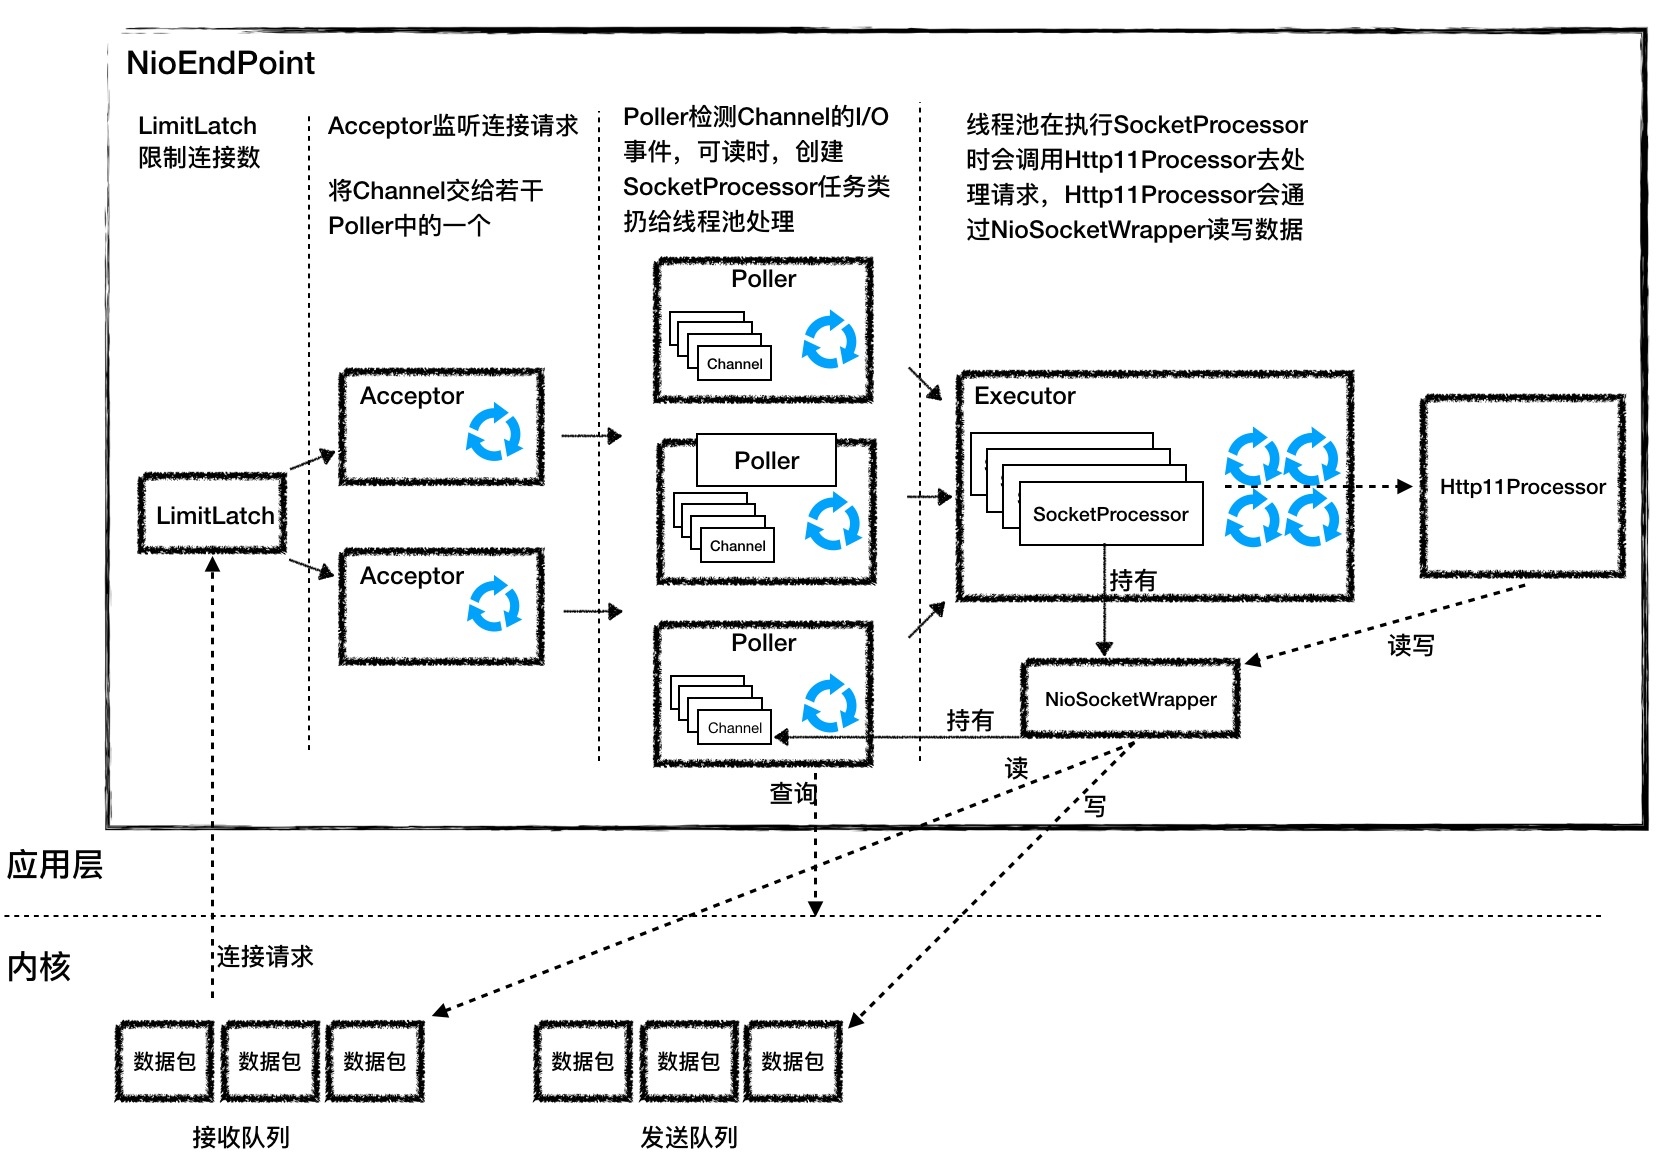 NioEndPoint
LimitLatch
限制连接数
Acceptor监听连接请求
将Channel交给若干
Poller中的一个
Poller检测Channel的I/O
事件，可读时，创建
SocketProcessor任务类
扔给线程池处理
线程池在执行SocketProcessor
时会调用Http11Processor去处
理请求，Http11Processor会通
过NioSocketWrapper读写数据
LimitLatch
Acceptor
Acceptor
Poller
Channel
Poller
Channel
Poller
Channel
Executor
SocketProcessor
Http11Processor
持有
读写
NioSocketWrapper
持有
读
写
查询
应用层
内核
连接请求
数据包
数据包
数据包
接收队列
数据包
数据包
数据包
发送队列